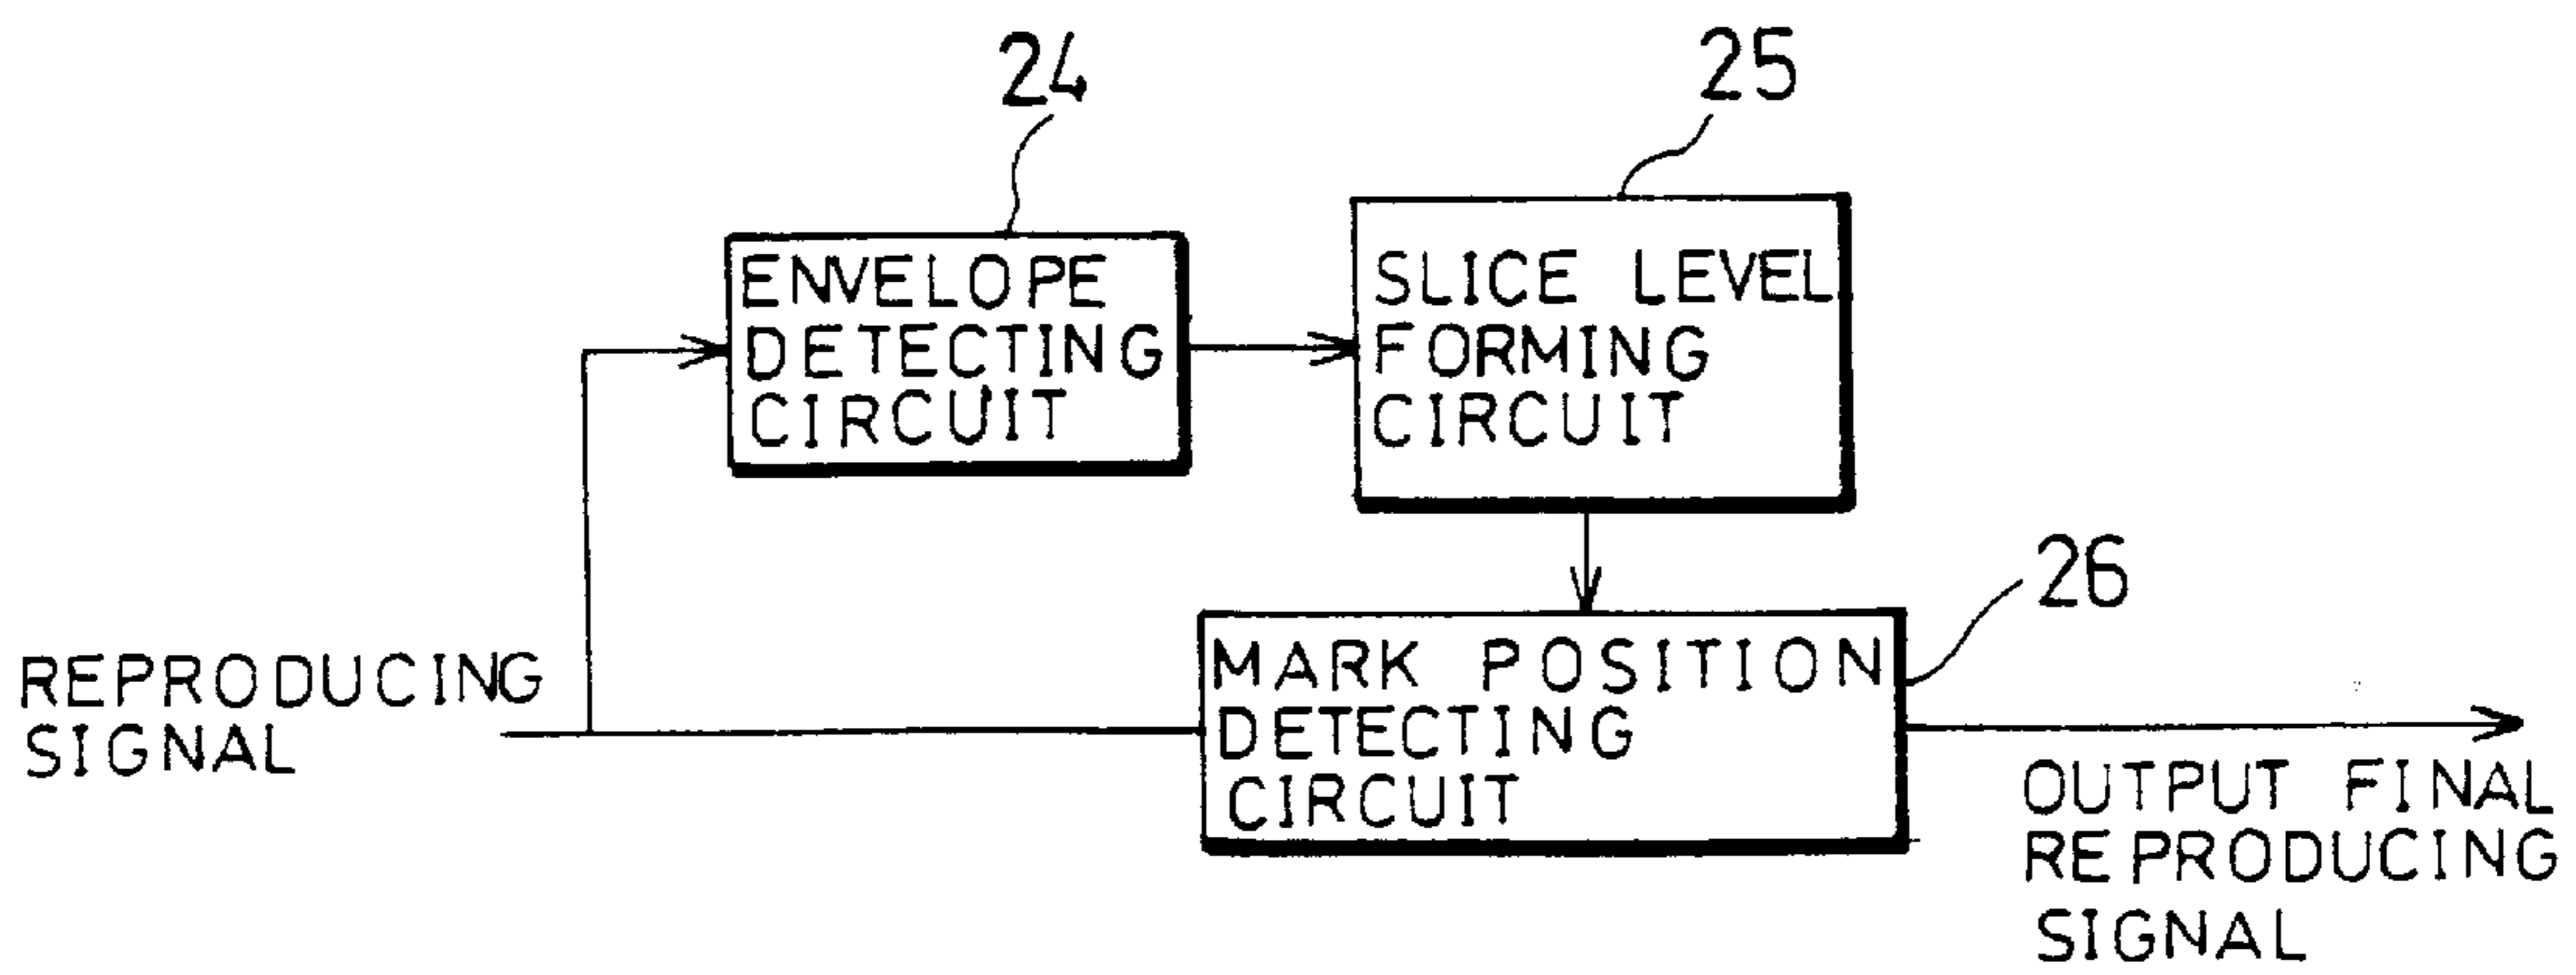 24
25
ENVELOPE
DETECTING
CIRCUIT
SLICE LEVEL
FORMING
CIRCUIT
26
REPRODUCING
SIGNAL
MARK POSITION
DETECTING
CIRCUIT
OUTPUT FINAL
REPRODUCING
SIGNAL